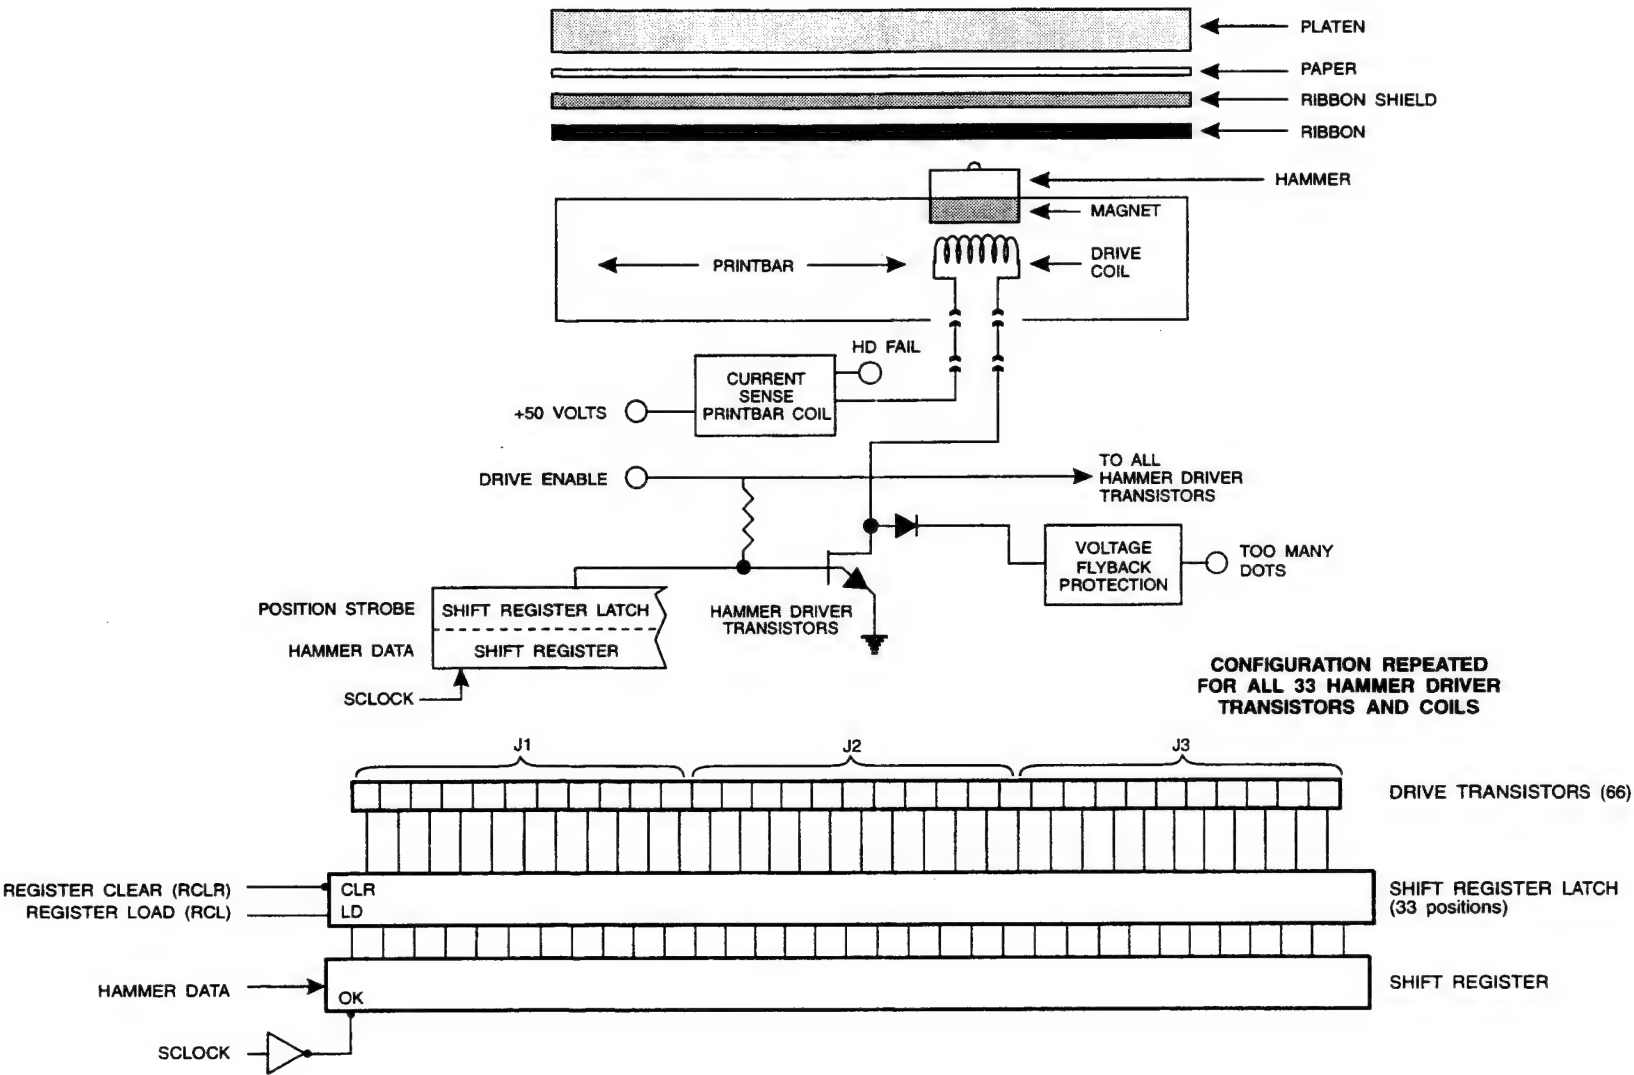 PLATEN
PAPER
RIBBON SHIELD
RIBBON
HAMMER
MAGNET
PRINTBAR
DRIVE
COIL
HD FAIL
CURRENT
SENSE
PRINTBAR COIL
+50 VOLTS
DRIVE ENABLE
TO ALL
HAMMER DRIVER
TRANSISTORS
VOLTAGE
FLYBACK
PROTECTION
TOO MANY
DOTS
POSITION STROBE
SHIFT REGISTER LATCH
HAMMER DRIVER
TRANSISTORS
HAMMER DATA
SHIFT REGISTER
SCLOCK
CONFIGURATION REPEATED
FOR ALL 33 HAMMER DRIVER
TRANSISTORS AND COILS
J1
J2
J3
DRIVE TRANSISTORS (66)
REGISTER CLEAR (RCLR)
CLR
REGISTER LOAD (RCL)
LD
SHIFT REGISTER LATCH
(33 positions)
HAMMER DATA
OK
SHIFT REGISTER
SCLOCK